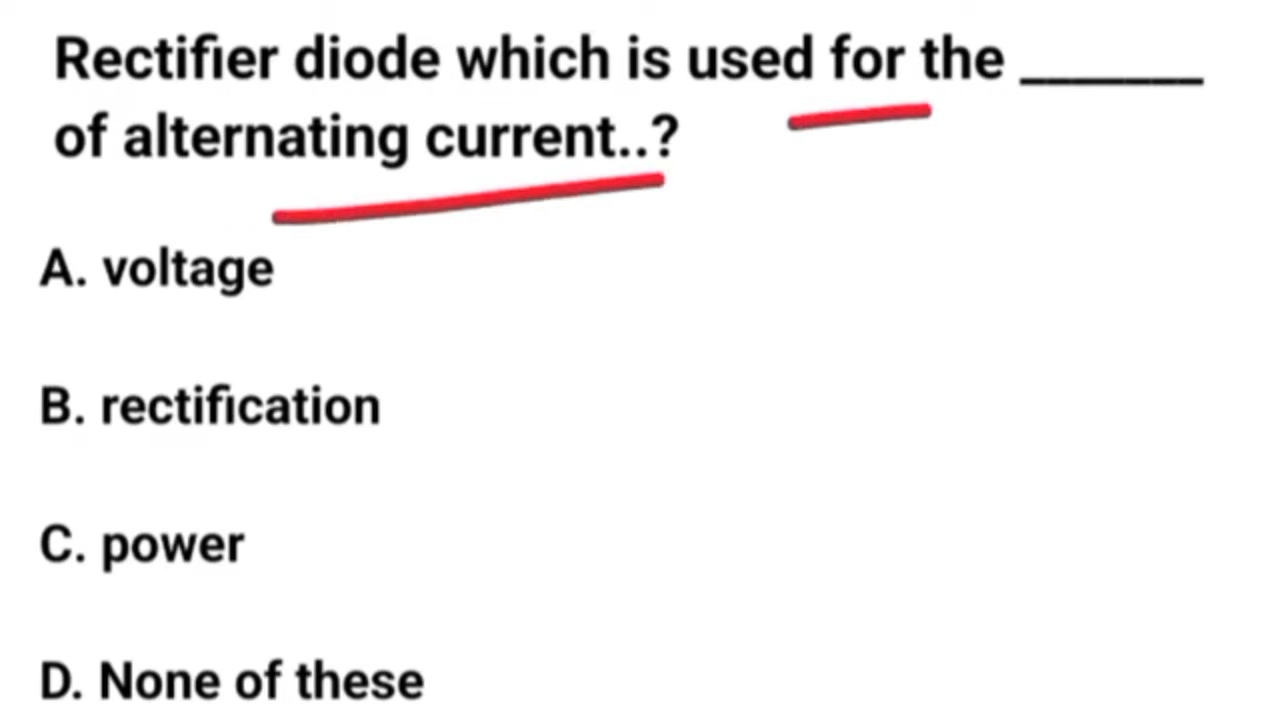 Rectifier diode which is used for the _______
of alternating current..?
A. voltage
B. rectification
C. power
D. None of these